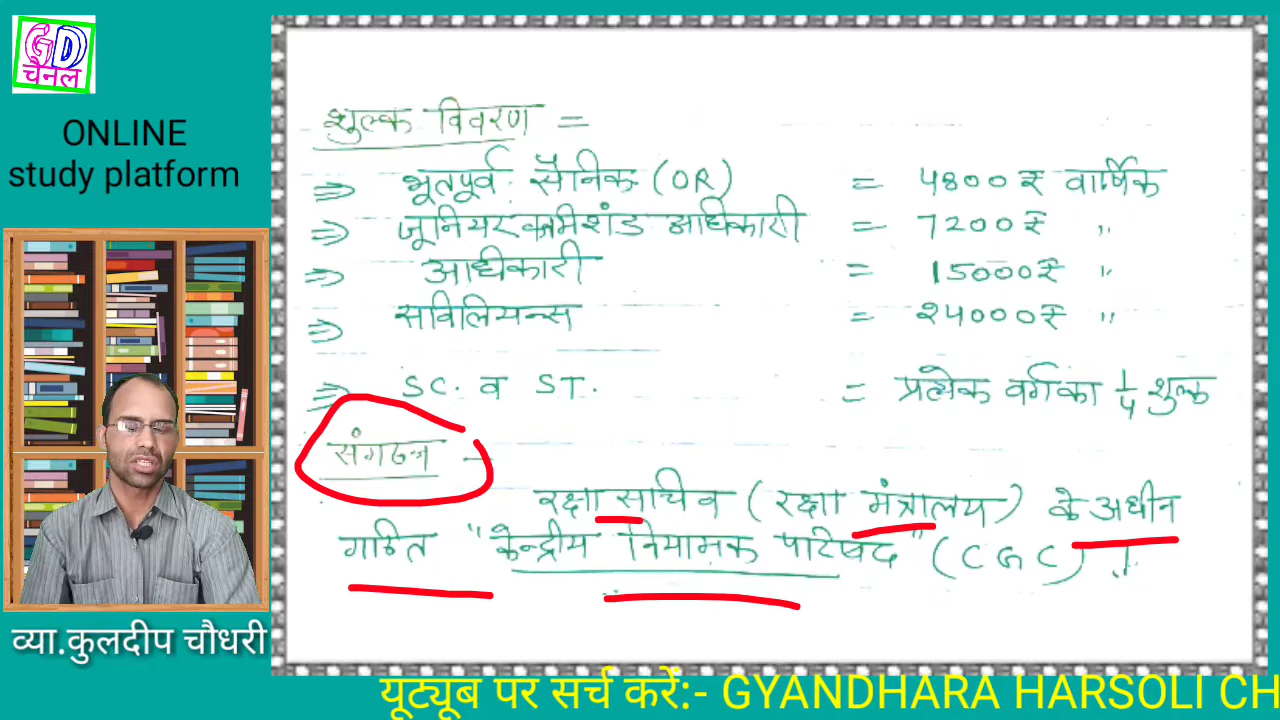 GD
चैनल
ONLINE
study platform
शुल्क विवरण =
⇒ भूतपूर्व सैनिक (OR) = 4800₹ वार्षिक
⇒ जूनियर कमिशंड अधिकारी = 7200₹ "
⇒ अधिकारी = 15000₹ "
⇒ सविलियन्स = 24000₹ "
⇒ SC. व ST. = प्रत्येक वर्ग का 1/4 शुल्क
संगठन -
रक्षा सचिव (रक्षा मंत्रालय) के अधीन
गठित "केन्द्रीय नियामक परिषद" (CGC) ।
व्या.कुलदीप चौधरी
यूट्यूब पर सर्च करें:- GYANDHARA HARSOLI CH